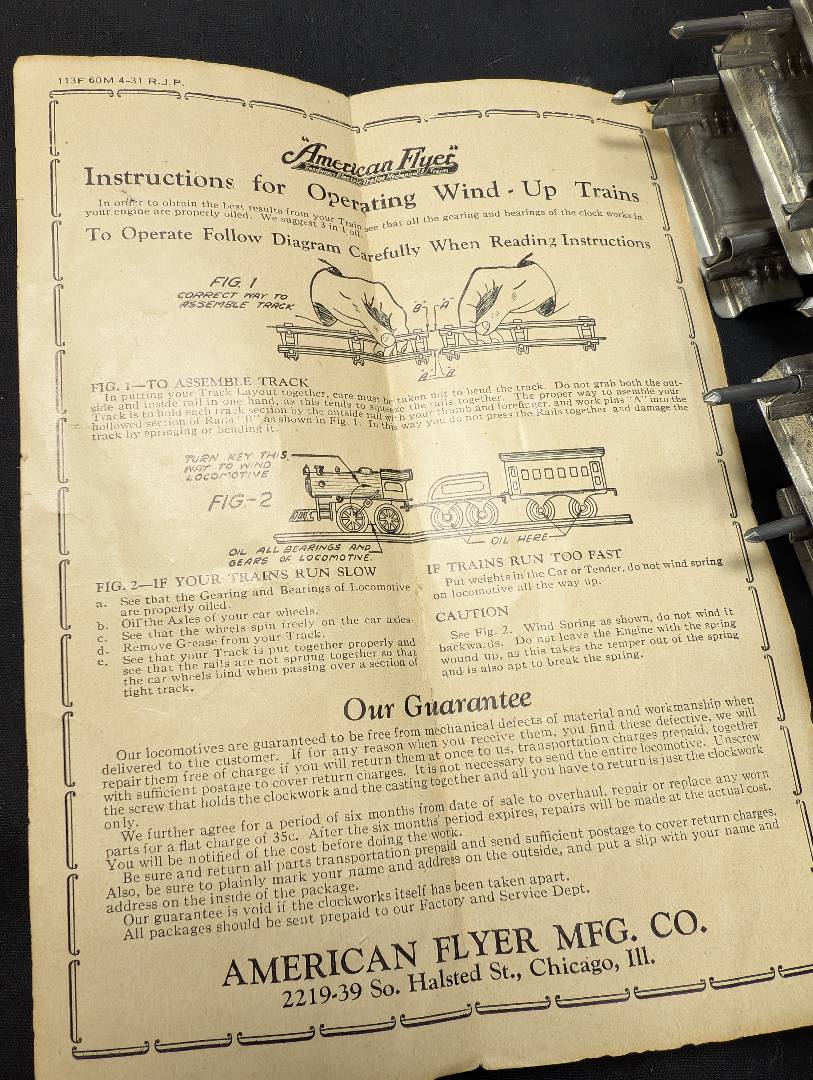 113F 60M 4-31 R.J.P.
"American Flyer"
Instructions for Operating Wind-Up Trains
In order to obtain the best results from your Train see that all the gearing and bearings of the clock works in
your engine are properly oiled. We suggest 3 in 1 oil.
To Operate Follow Diagram Carefully When Reading Instructions
FIG. 1
CORRECT WAY TO
ASSEMBLE TRACK
"B" "A"
"A" "B"
FIG. 1—TO ASSEMBLE TRACK
In putting your Track Layout together, care must be taken not to bend the track. Do not grab both the out-
side and inside rail in one hand, as this tends to squeeze the rails together. The proper way to asemble your
Track is to hold each track section by the outside rail with your thumb and forefinger, and work pins "A" into the
hollowed section of Rails "B" as shown in Fig. 1. In this way you do not press the Rails together and damage the
track by springing or bending it.
TURN KEY THIS
WAY TO WIND
LOCOMOTIVE
FIG-2
OIL ALL BEARINGS AND
GEARS OF LOCOMOTIVE.
OIL HERE
FIG. 2—IF YOUR TRAINS RUN SLOW
a. See that the Gearing and Bearings of Locomotive
are properly oiled.
b. Oil the Axles of your car wheels.
c. See that the wheels spin freely on the car axles.
d. Remove Grease from your Track.
e. See that your Track is put together properly and
see that the rails are not sprung together so that
the car wheels bind when passing over a section of
tight track.
IF TRAINS RUN TOO FAST
Put weights in the Car or Tender, do not wind spring
on locomotive all the way up.
CAUTION
See Fig. 2. Wind Spring as shown, do not wind it
backwards. Do not leave the Engine with the spring
wound up, as this takes the temper out of the spring
and is also apt to break the spring.
Our Guarantee
Our locomotives are guaranteed to be free from mechanical defects of material and workmanship when
delivered to the customer. If for any reason when you receive them, you find these defective, we will
repair them free of charge if you will return them at once to us, transportation charges prepaid, together
with sufficient postage to cover return charges. It is not necessary to send the entire locomotive. Unscrew
the screw that holds the clockwork and the casting together and all you have to return is just the clockwork
only.
We further agree for a period of six months from date of sale to overhaul, repair or replace any worn
parts for a flat charge of 35c. After the six months' period expires, repairs will be made at the actual cost.
You will be notified of the cost before doing the work.
Be sure and return all parts transportation prepaid and send sufficient postage to cover return charges.
Also, be sure to plainly mark your name and address on the outside, and put a slip with your name and
address on the inside of the package.
Our guarantee is void if the clockworks itself has been taken apart.
All packages should be sent prepaid to our Factory and Service Dept.
AMERICAN FLYER MFG. CO.
2219-39 So. Halsted St., Chicago, Ill.